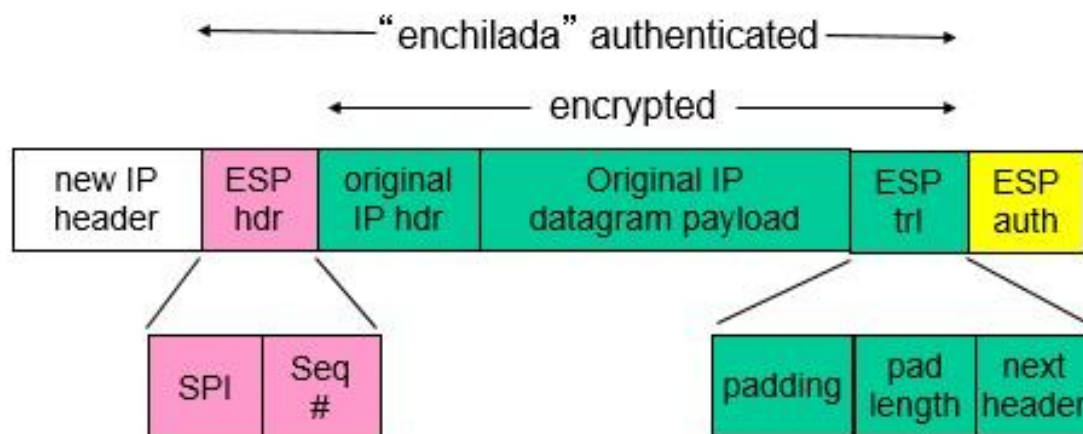 “enchilada” authenticated
encrypted
new IP
header
ESP
hdr
original
IP hdr
Original IP
datagram payload
ESP
trl
ESP
auth
SPI
Seq
#
padding
pad
length
next
header